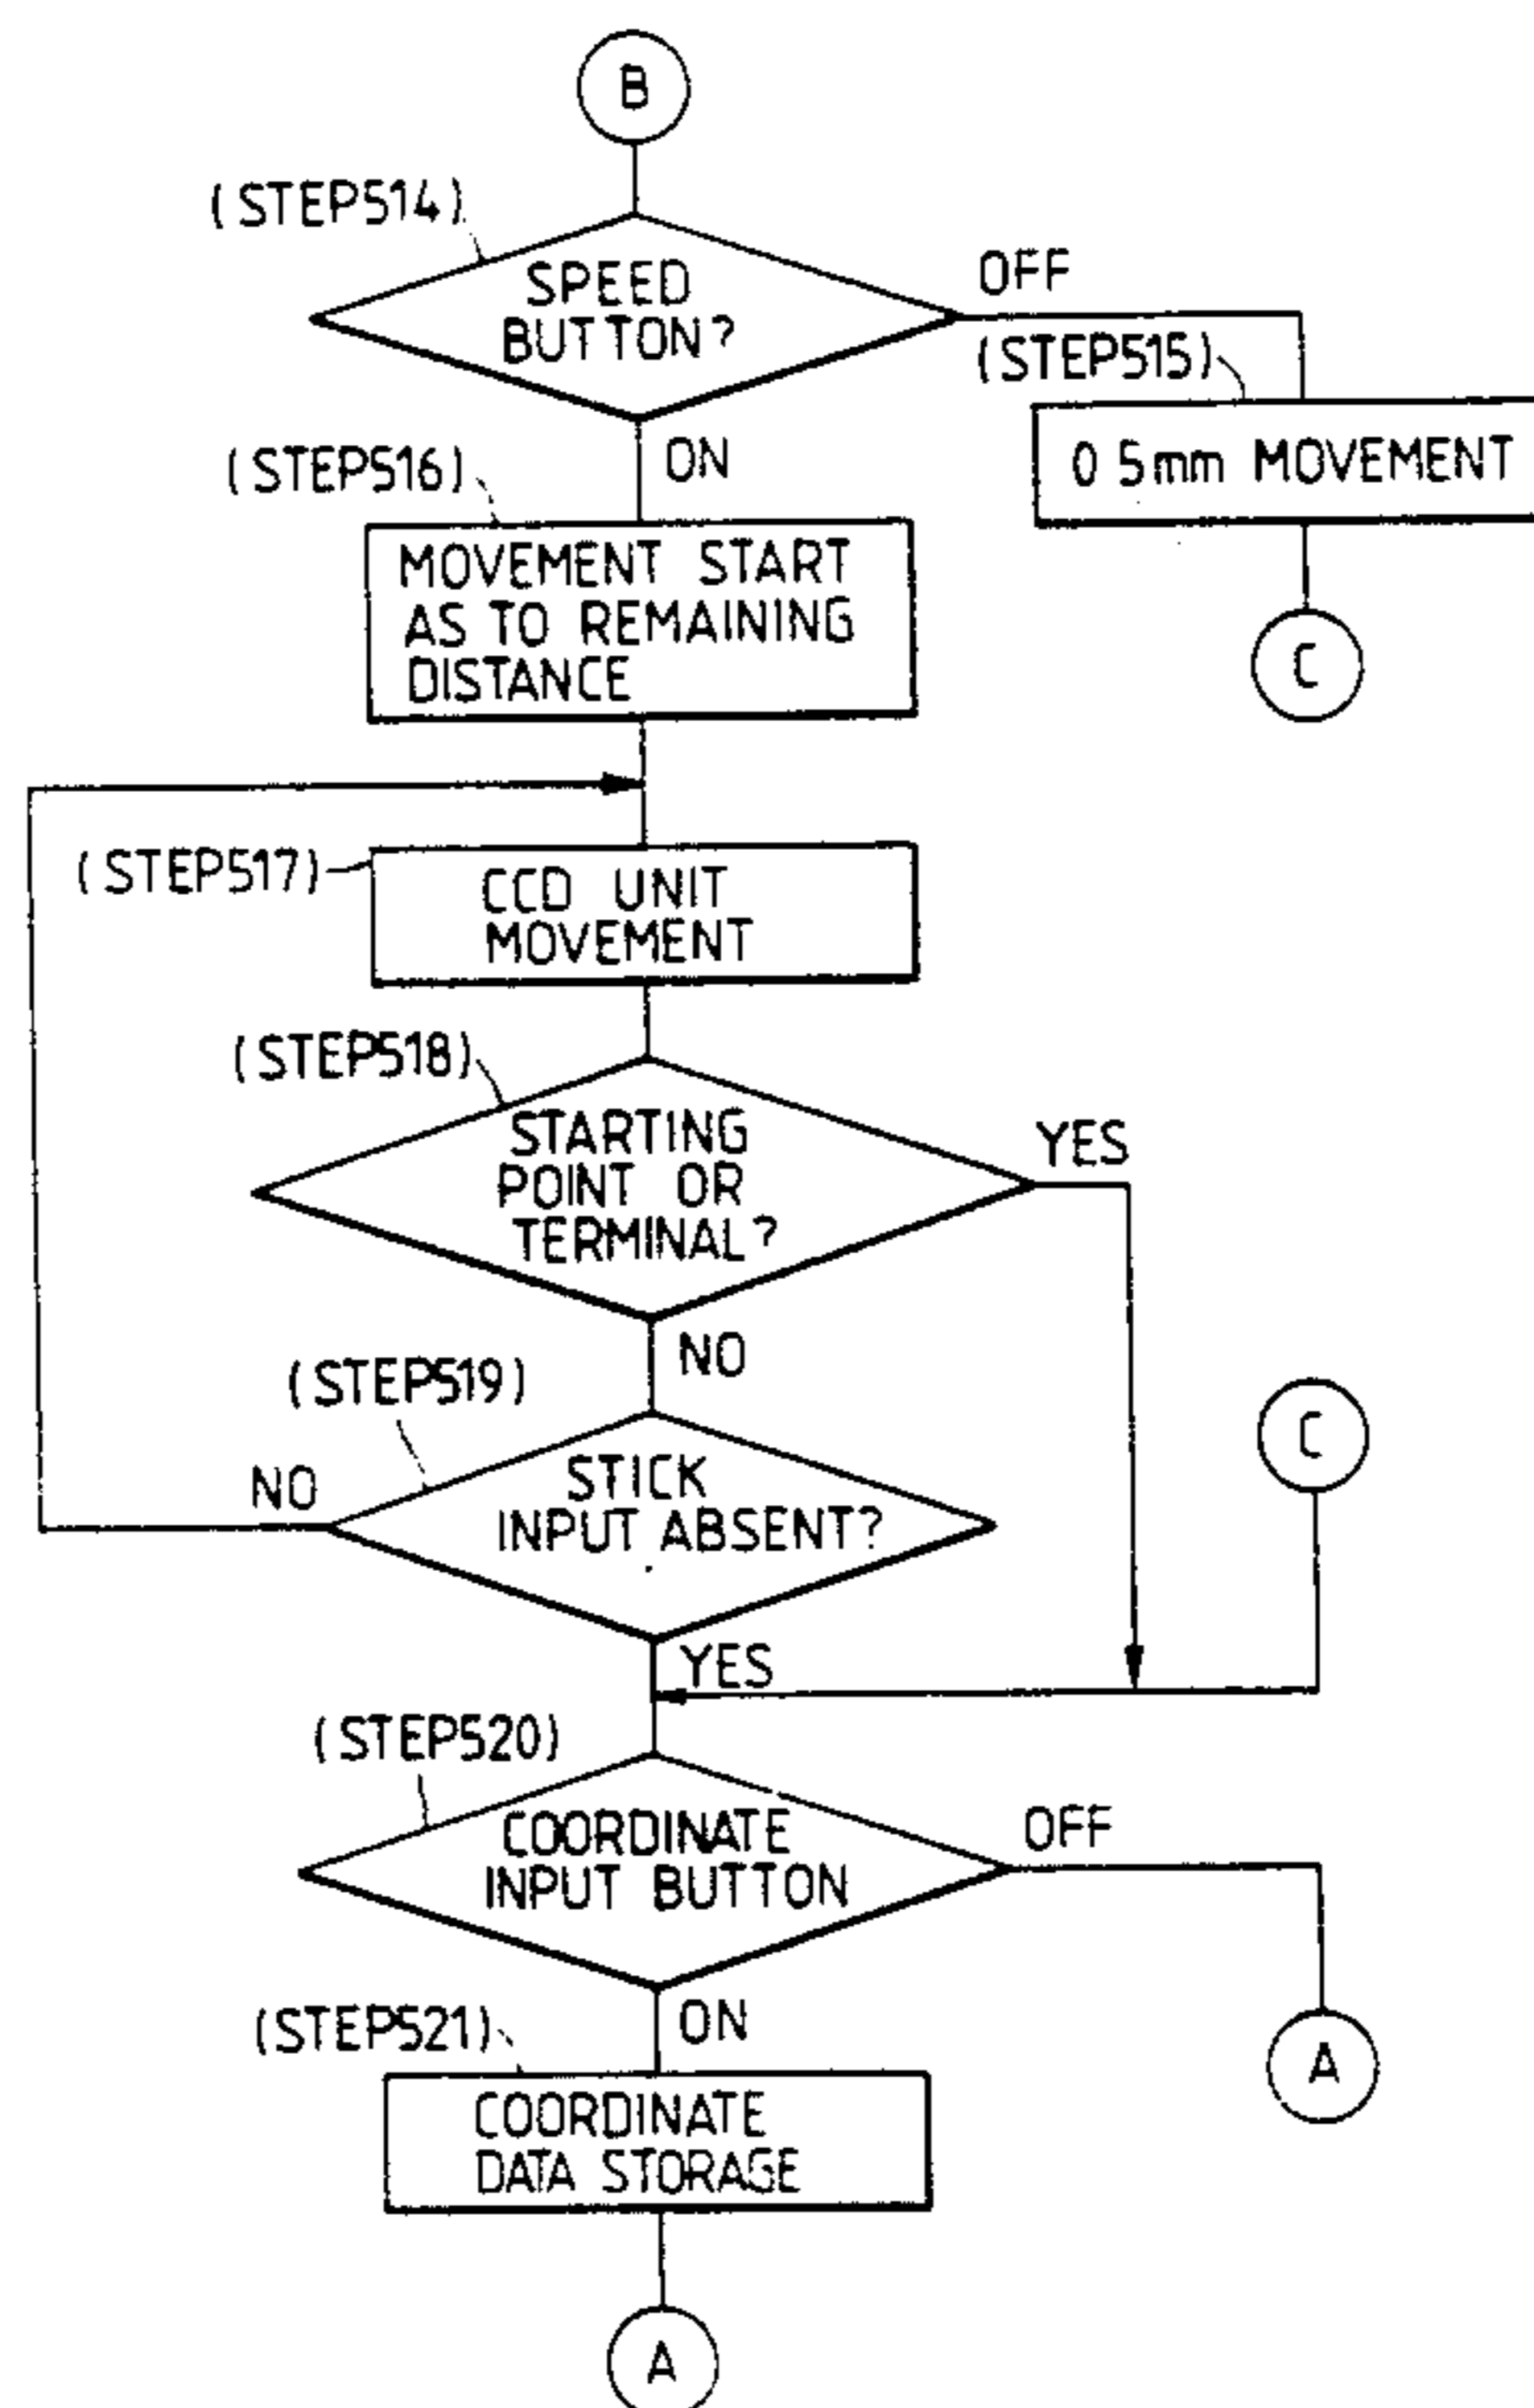 B
(STEP514)
SPEED
BUTTON?
OFF
(STEP515)
0 5mm MOVEMENT
C
ON
(STEP516)
MOVEMENT START
AS TO REMAINING
DISTANCE
(STEP517)
CCD UNIT
MOVEMENT
(STEP518)
STARTING
POINT OR
TERMINAL?
YES
NO
(STEP519)
STICK
INPUT ABSENT?
NO
C
YES
(STEP520)
COORDINATE
INPUT BUTTON
OFF
A
ON
(STEP521)
COORDINATE
DATA STORAGE
A